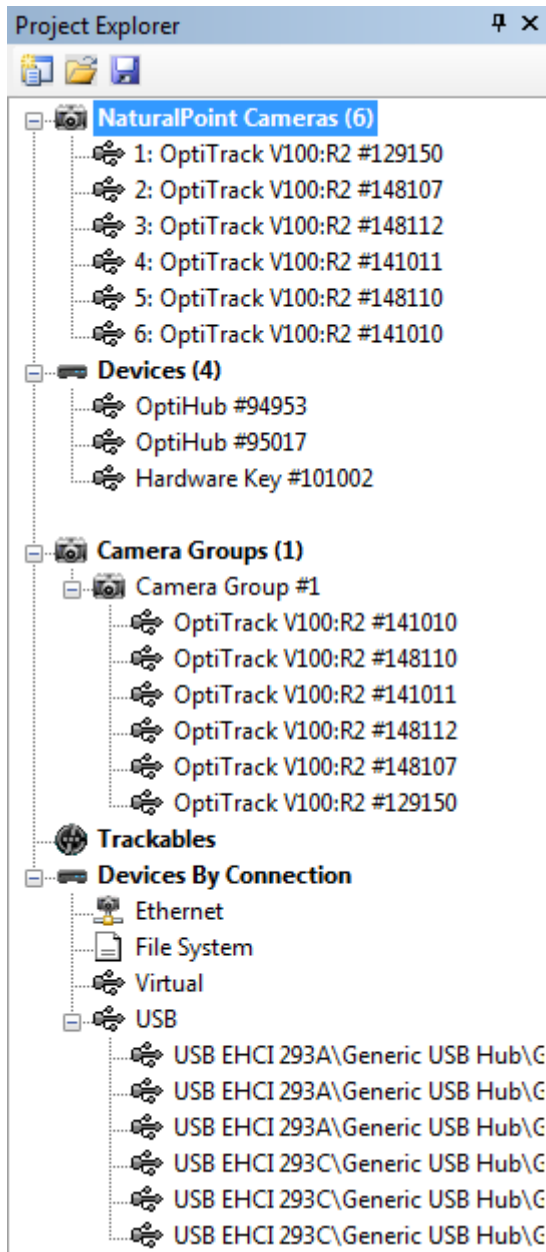 Project Explorer
NaturalPoint Cameras (6)
1: OptiTrack V100:R2 #129150
2: OptiTrack V100:R2 #148107
3: OptiTrack V100:R2 #148112
4: OptiTrack V100:R2 #141011
5: OptiTrack V100:R2 #148110
6: OptiTrack V100:R2 #141010
Devices (4)
OptiHub #94953
OptiHub #95017
Hardware Key #101002
Camera Groups (1)
Camera Group #1
OptiTrack V100:R2 #141010
OptiTrack V100:R2 #148110
OptiTrack V100:R2 #141011
OptiTrack V100:R2 #148112
OptiTrack V100:R2 #148107
OptiTrack V100:R2 #129150
Trackables
Devices By Connection
Ethernet
File System
Virtual
USB
USB EHCI 293A\Generic USB Hub\G
USB EHCI 293A\Generic USB Hub\G
USB EHCI 293A\Generic USB Hub\G
USB EHCI 293C\Generic USB Hub\G
USB EHCI 293C\Generic USB Hub\G
USB EHCI 293C\Generic USB Hub\G